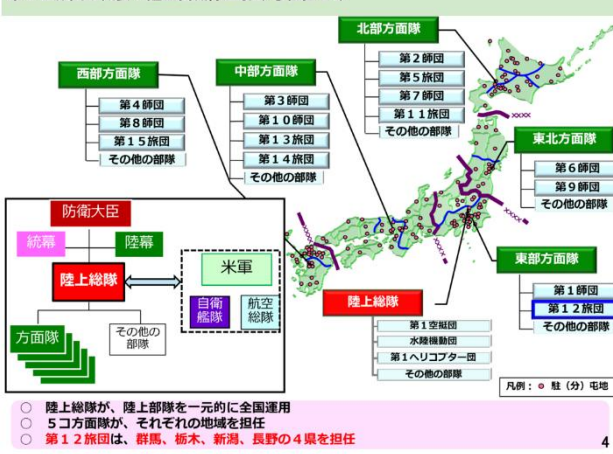 北部方面隊
第２師団
第５旅団
第７師団
第１１旅団
その他の部隊
西部方面隊
第４師団
第８師団
第１５旅団
その他の部隊
中部方面隊
第３師団
第１０師団
第１３旅団
第１４旅団
その他の部隊
東北方面隊
第６師団
第９師団
その他の部隊
東部方面隊
第１師団
第１２旅団
その他の部隊
陸上総隊
第１空挺団
水陸機動団
第１ヘリコプター団
その他の部隊
防衛大臣
統幕
陸幕
陸上総隊
米軍
自衛
艦隊
航空
総隊
方面隊
その他の
部隊
凡例：● 駐（分）屯地
○ 陸上総隊が、陸上部隊を一元的に全国運用
○ ５コ方面隊が、それぞれの地域を担任
○ 第１２旅団は、群馬、栃木、新潟、長野の４県を担任
4